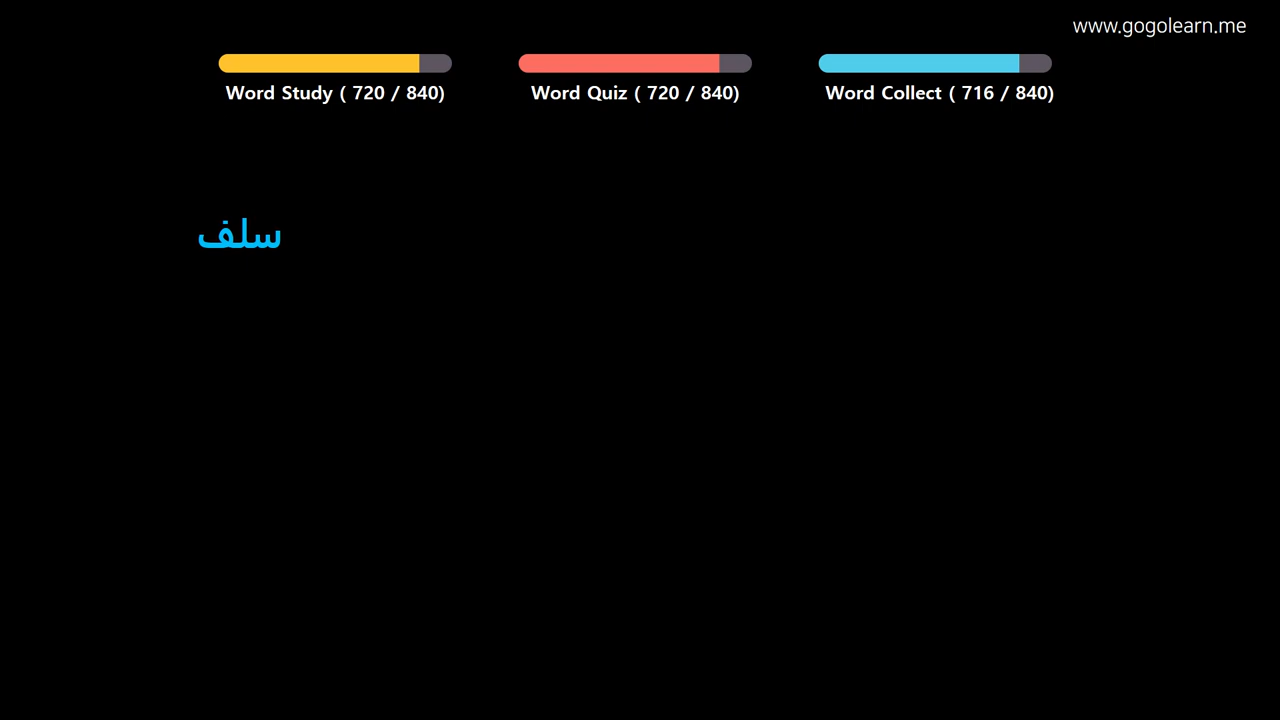 www.gogolearn.me
Word Study ( 720 / 840)
Word Quiz ( 720 / 840)
Word Collect ( 716 / 840)
سلف